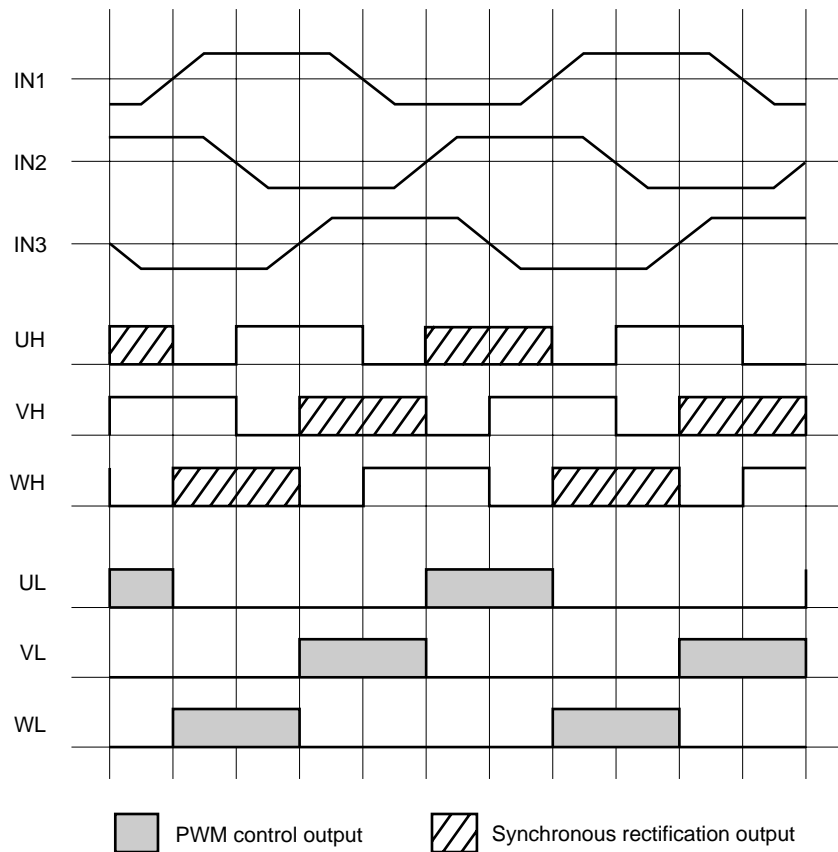 IN1
IN2
IN3
UH
VH
WH
UL
VL
WL
PWM control output
Synchronous rectification output